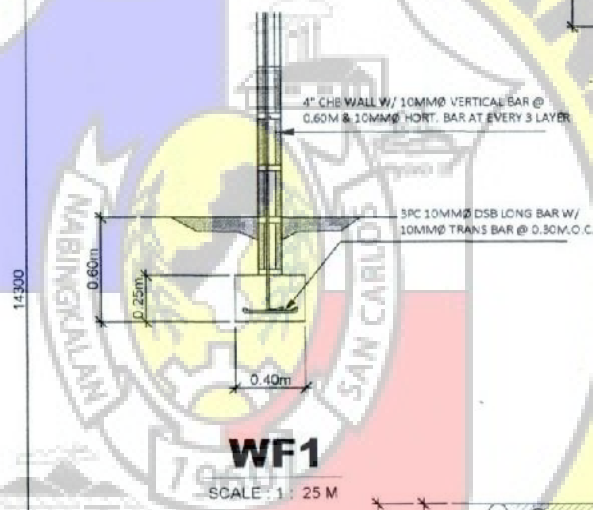 4" CHB WALL W/ 10MMØ VERTICAL BAR @
0.60M & 10MMØ HORT. BAR AT EVERY 3 LAYER
3PC 10MMØ DSB LONG BAR W/
10MMØ TRANS BAR @ 0.30M.O.C.
14300
0.60m
0.25m
0.40m
SAN CARLOS
WF1
196
SCALE : 1 : 25 M